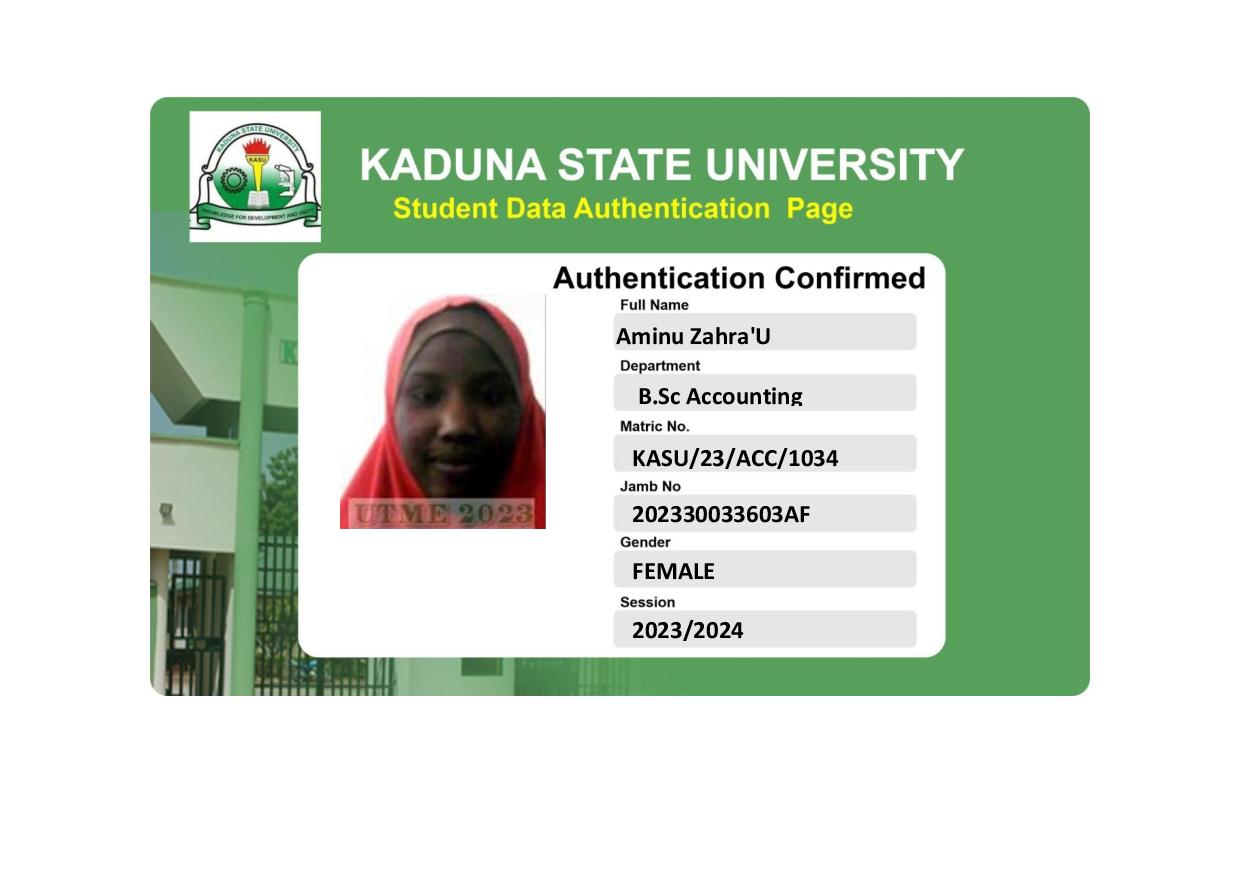 KADUNA STATE UNIVERSITY
KASU
KNOWLEDGE FOR DEVELOPMENT AND UNITY
KADUNA STATE UNIVERSITY
Student Data Authentication Page
K
Authentication Confirmed
UTME 2023
Full Name
Aminu Zahra'U
Department
B.Sc Accounting
Matric No.
KASU/23/ACC/1034
Jamb No
202330033603AF
Gender
FEMALE
Session
2023/2024